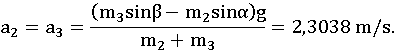 a₂ = a₃ = (m₃sinβ − m₂sinα)g / m₂ + m₃ = 2,3038 m/s.